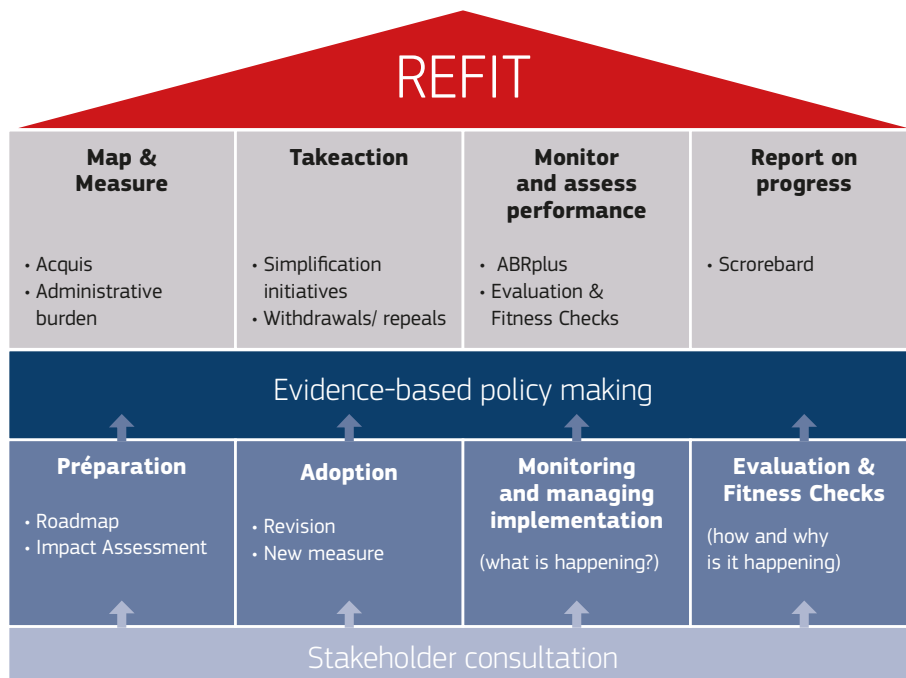 REFIT
Map &
Measure
• Acquis
• Administrative
burden
Takeaction
• Simplification
initiatives
• Withdrawals/ repeals
Monitor
and assess
performance
• ABRplus
• Evaluation &
Fitness Checks
Report on
progress
• Scrorebard
Evidence-based policy making
Préparation
• Roadmap
• Impact Assessment
Adoption
• Revision
• New measure
Monitoring
and managing
implementation
(what is happening?)
Evaluation &
Fitness Checks
(how and why
is it happening)
Stakeholder consultation